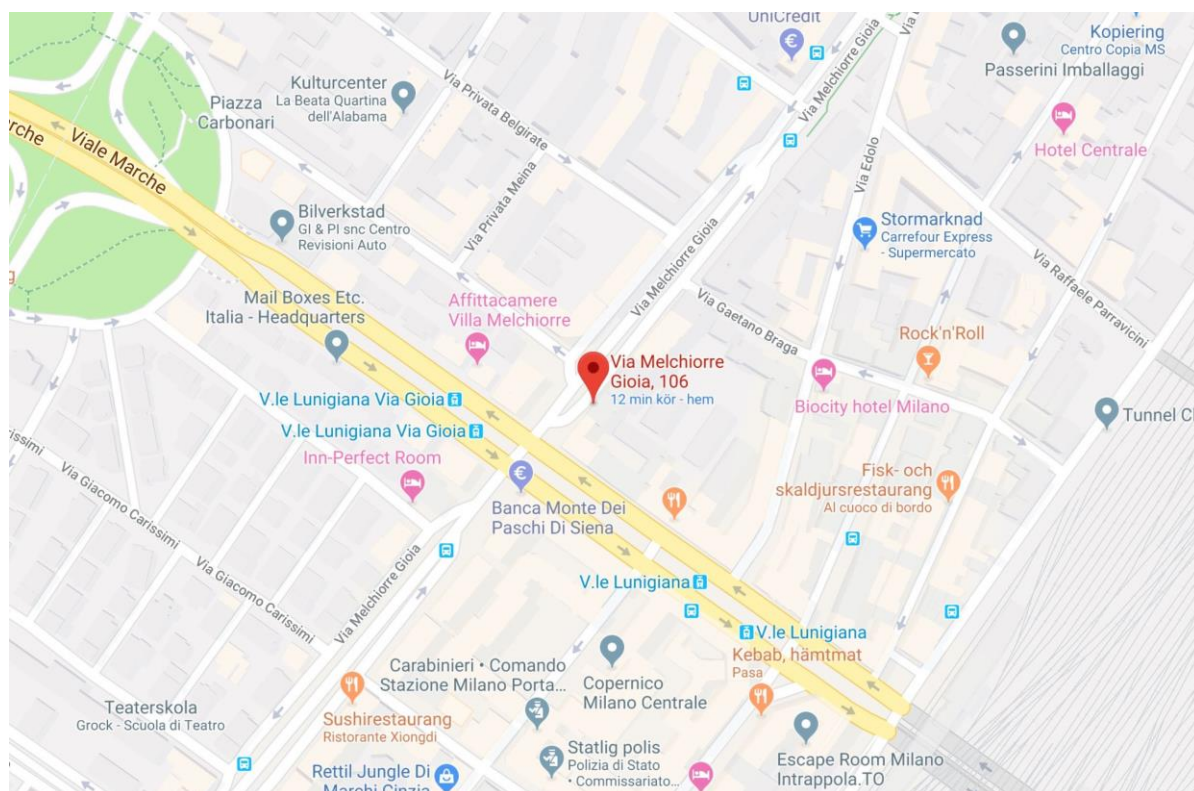 UniCredit
Kopiering
Centro Copia MS
Passerini Imballaggi
Kulturcenter
La Beata Quartina
dell'Alabama
Piazza
Carbonari
Via Privata Belgirate
Via Melchiorre Gioia
Via Edolo
Hotel Centrale
Viale Marche
arche
Via Privata Meina
Bilverkstad
GI & PI snc Centro
Revisioni Auto
Stormarknad
Carrefour Express
- Supermercato
Via Melchiorre Gioia
Via Raffaele Parravicini
Mail Boxes Etc.
Italia - Headquarters
Affittacamere
Villa Melchiorre
Via Gaetano Braga
Rock'n'Roll
Via Melchiorre
Gioia, 106
12 min kör - hem
Biocity hotel Milano
V.le Lunigiana Via Gioia
V.le Lunigiana Via Gioia
Tunnel Cl
Inn-Perfect Room
Via Giacomo Carissimi
Fisk- och
skaldjursrestaurang
Al cuoco di bordo
Banca Monte Dei
Paschi Di Siena
Via Giacomo Carissimi
Via Melchiorre Gioia
V.le Lunigiana
V.le Lunigiana
Kebab, hämtmat
Pasa
Carabinieri • Comando
Stazione Milano Porta...
Copernico
Milano Centrale
Teaterskola
Grock - Scuola di Teatro
Sushirestaurang
Ristorante Xiongdi
Statlig polis
Polizia di Stato
• Commissariato...
Escape Room Milano
Intrappola.TO
Rettil Jungle Di
Marchi Cinzia